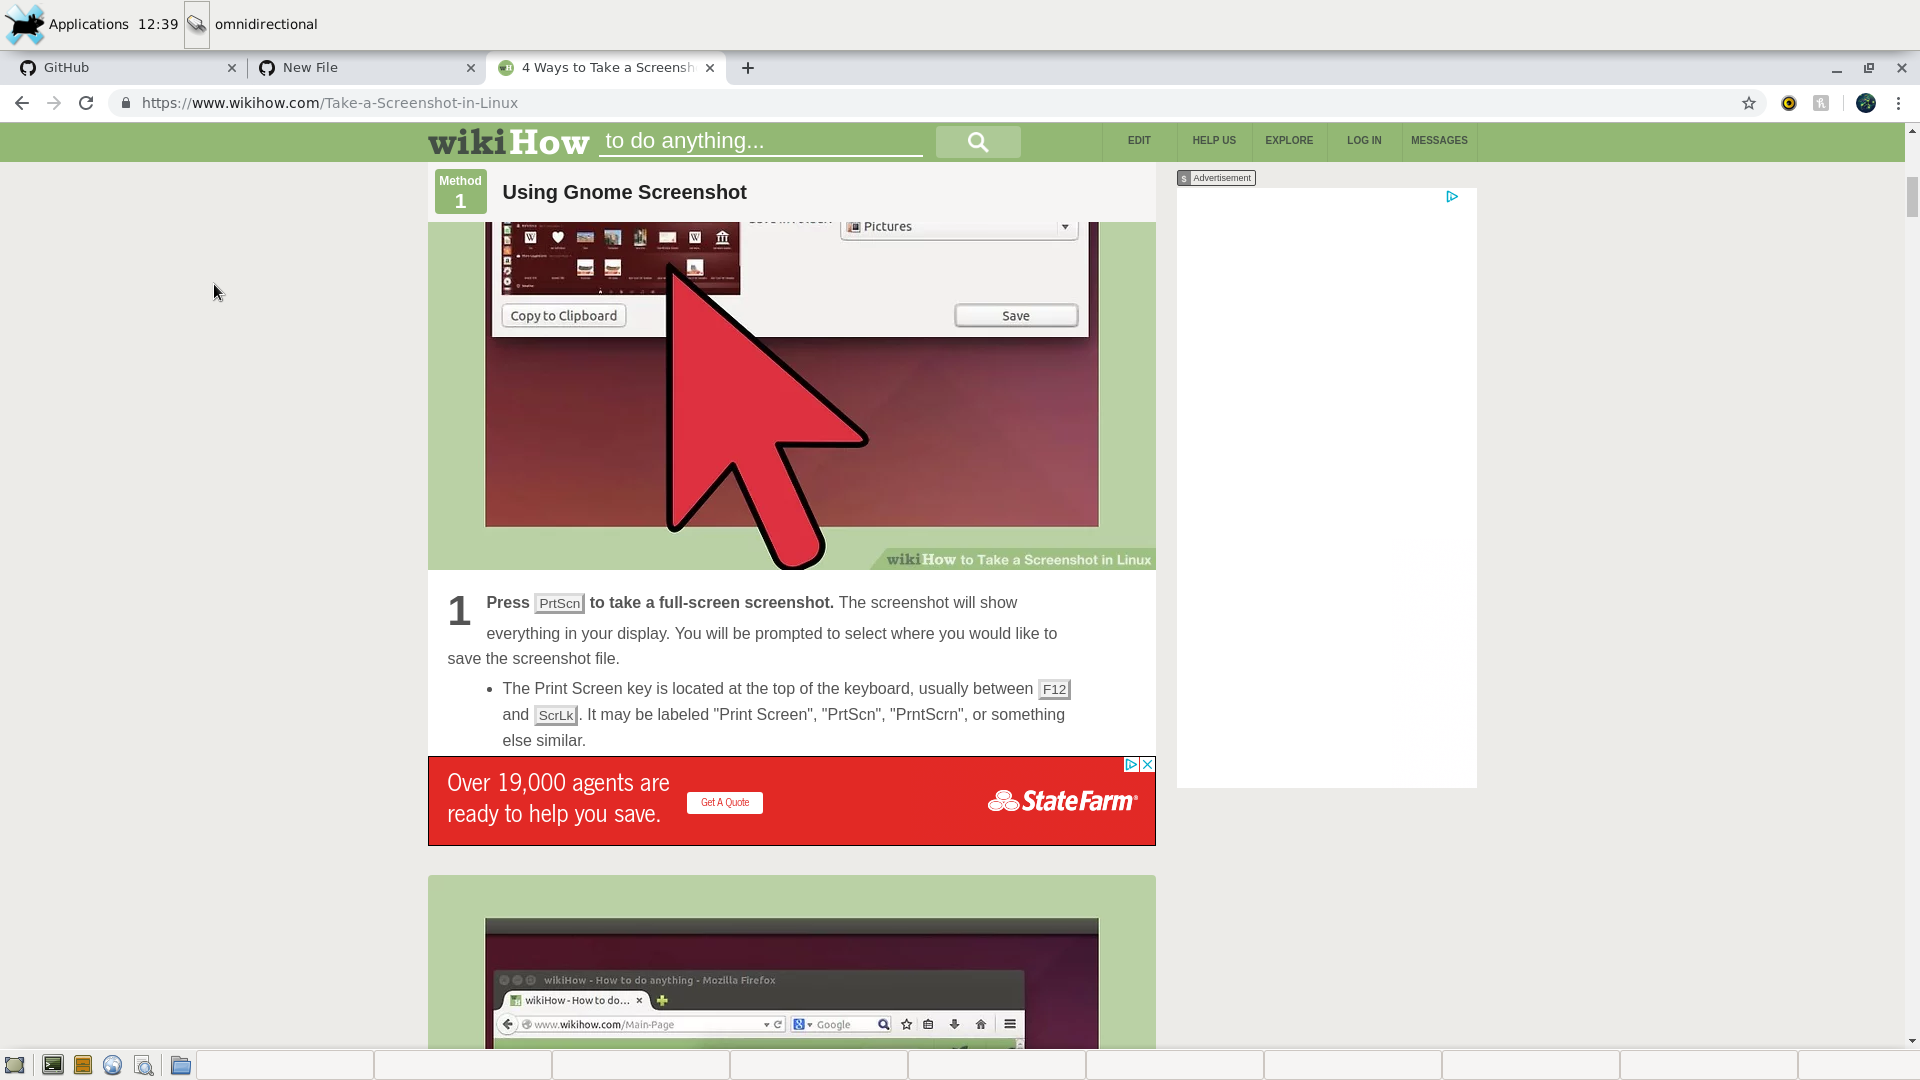 Applications 12:39 omnidirectional
GitHub
New File
4 Ways to Take a Screensh
https://www.wikihow.com/Take-a-Screenshot-in-Linux
wikiHow to do anything...
EDIT
HELP US
EXPLORE
LOG IN
MESSAGES
Method
1
Using Gnome Screenshot
$ Advertisement
Pictures
Copy to Clipboard
Save
wikiHow to Take a Screenshot in Linux
1 Press PrtScn to take a full-screen screenshot. The screenshot will show
everything in your display. You will be prompted to select where you would like to
save the screenshot file.
• The Print Screen key is located at the top of the keyboard, usually between F12
and ScrLk. It may be labeled "Print Screen", "PrtScn", "PrntScrn", or something
else similar.
Over 19,000 agents are
ready to help you save.
Get A Quote
StateFarm®
wikiHow - How to do anything - Mozilla Firefox
wikiHow - How to do...
www.wikihow.com/Main-Page
Google